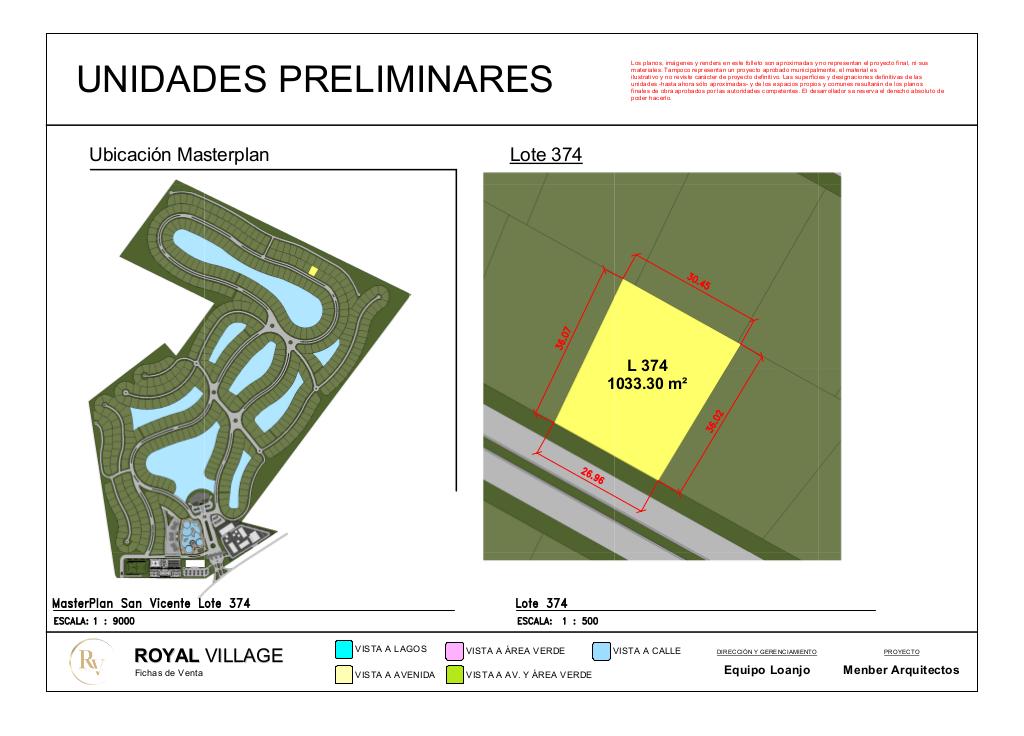 UNIDADES PRELIMINARES
Los planos, imágenes y renders en este folleto son aproximadas y no representan el proyecto final, ni sus
materiales. Tampoco representan un proyecto aprobado municipalmente, el material es
ilustrativo y no reviste carácter de proyecto definitivo. Las superficies y designaciones definitivas de las
unidades -hasta ahora sólo aproximadas- y de los espacios propios y comunes resultarán de los planos
finales de obra aprobados por las autoridades competentes. El desarrollador se reserva el derecho absoluto de
poder hacerlo.
Ubicación Masterplan
Lote 374
30.45
36.07
L 374
1033.30 m²
36.02
26.96
MasterPlan San Vicente Lote 374
ESCALA: 1 : 9000
Lote 374
ESCALA: 1 : 500
RV
ROYAL VILLAGE
Fichas de Venta
VISTA A LAGOS
VISTA A ÁREA VERDE
VISTA A CALLE
VISTA A AVENIDA
VISTA A AV. Y ÁREA VERDE
DIRECCIÓN Y GERENCIAMIENTO
Equipo Loanjo
PROYECTO
Menber Arquitectos